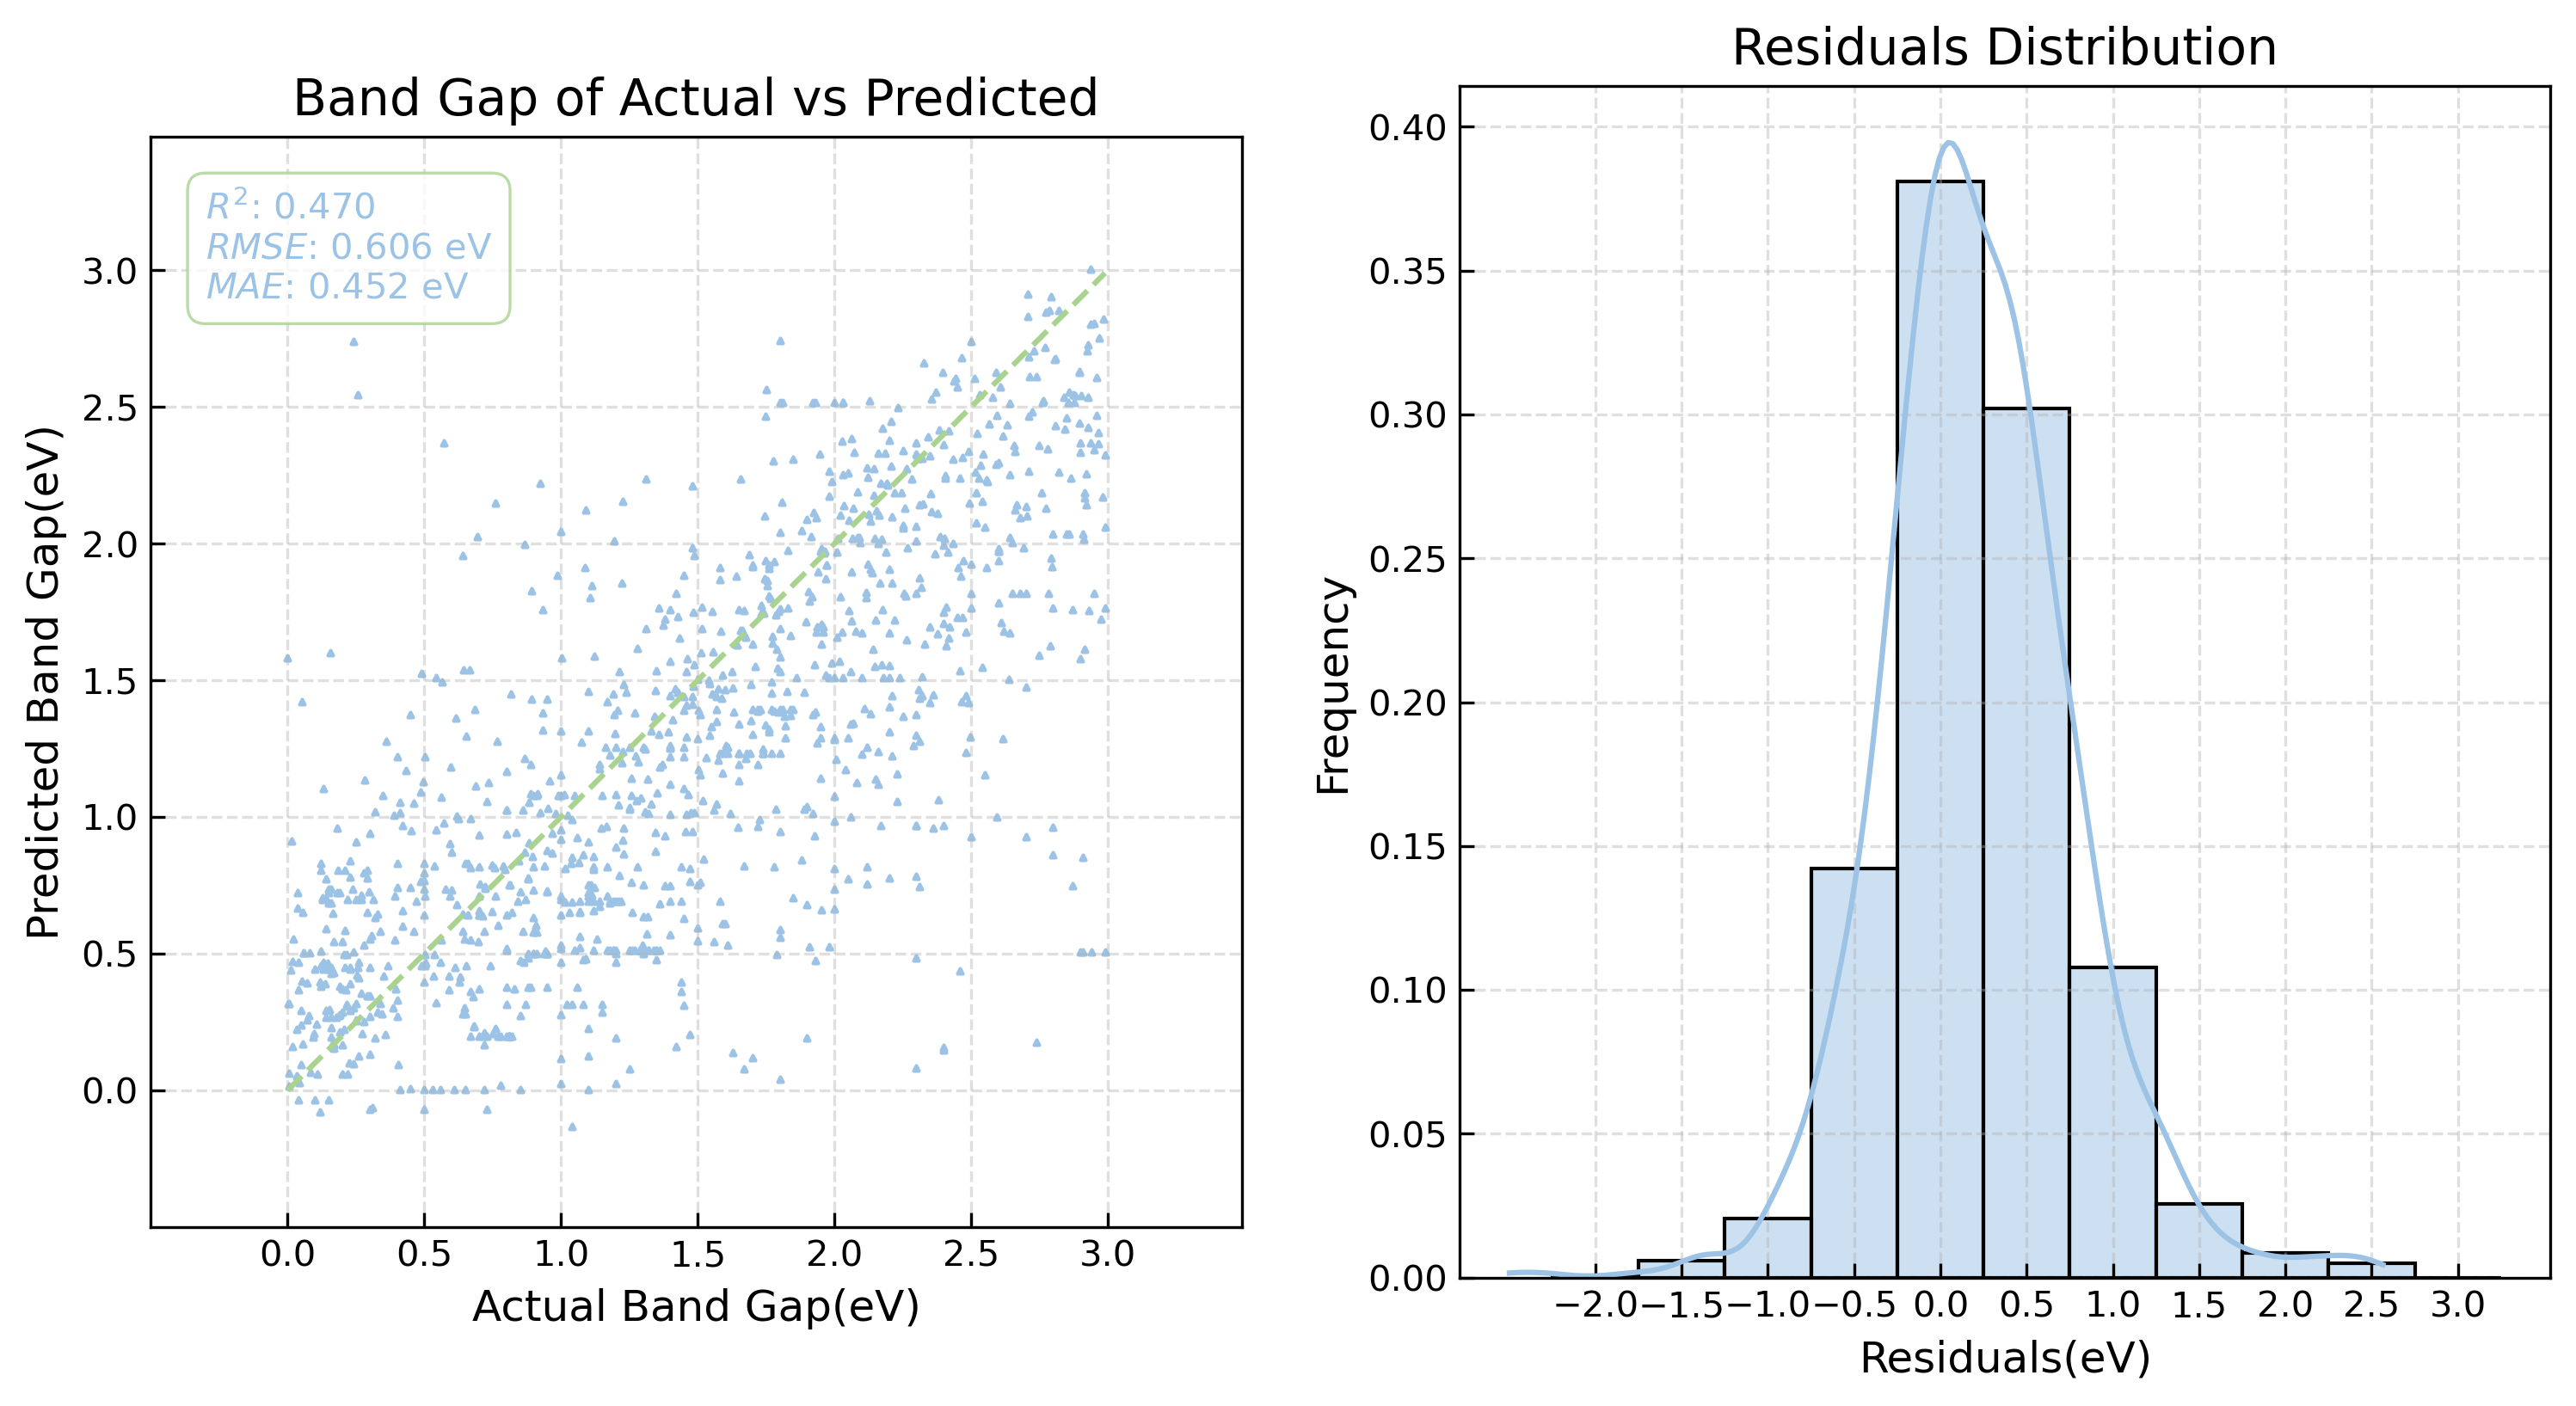 Band Gap of Actual vs Predicted
R²: 0.470
RMSE: 0.606 eV
MAE: 0.452 eV
3.0
2.5
2.0
1.5
1.0
0.5
0.0
Predicted Band Gap(eV)
0.0 0.5 1.0 1.5 2.0 2.5 3.0
Actual Band Gap(eV)
Residuals Distribution
0.40
0.35
0.30
0.25
0.20
0.15
0.10
0.05
0.00
Frequency
−2.0 −1.5 −1.0 −0.5 0.0 0.5 1.0 1.5 2.0 2.5 3.0
Residuals(eV)